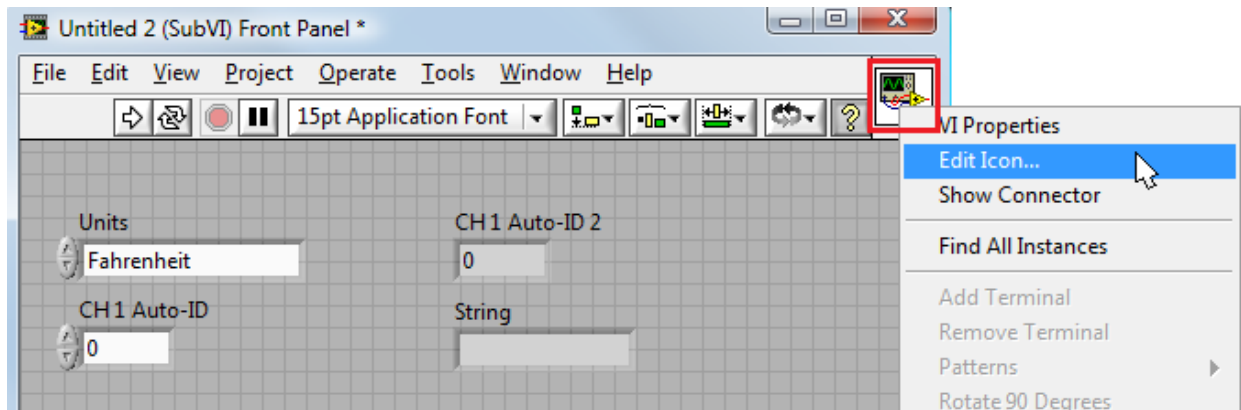 Untitled 2 (SubVI) Front Panel *
File Edit View Project Operate Tools Window Help
15pt Application Font
?
VI Properties
Edit Icon...
Show Connector
Find All Instances
Add Terminal
Remove Terminal
Patterns
Rotate 90 Degrees
Units
CH 1 Auto-ID 2
Fahrenheit
0
CH 1 Auto-ID
String
0